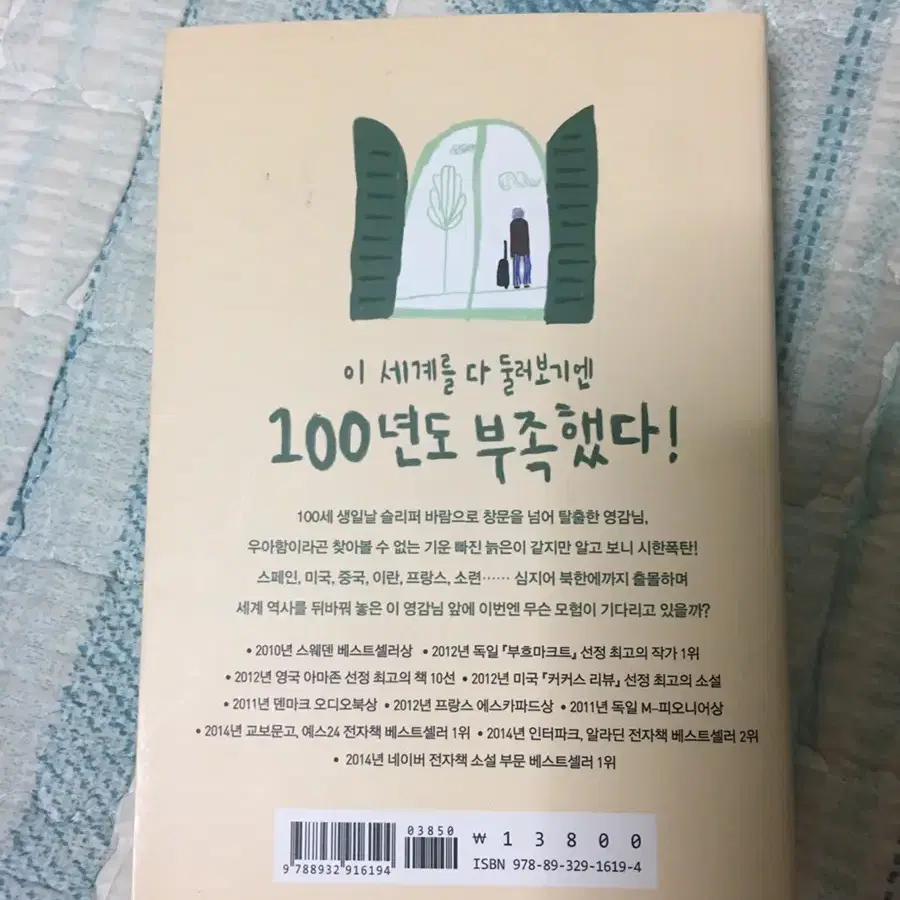 이 세계를 다 둘러보기엔
100년도 부족했다!
100세 생일날 슬리퍼 바람으로 창문을 넘어 탈출한 영감님,
우아함이라곤 찾아볼 수 없는 기운 빠진 늙은이 같지만 알고 보니 시한폭탄!
스페인, 미국, 중국, 이란, 프랑스, 소련…… 심지어 북한에까지 출몰하며
세계 역사를 뒤바꿔 놓은 이 영감님 앞에 이번엔 무슨 모험이 기다리고 있을까?
• 2010년 스웨덴 베스트셀러상 • 2012년 독일 「부흐마크트」 선정 최고의 작가 1위
• 2012년 영국 아마존 선정 최고의 책 10선 • 2012년 미국 「커커스 리뷰」 선정 최고의 소설
• 2011년 덴마크 오디오북상 • 2012년 프랑스 에스카파드상 • 2011년 독일 M-피오니어상
• 2014년 교보문고, 예스24 전자책 베스트셀러 1위 • 2014년 인터파크, 알라딘 전자책 베스트셀러 2위
• 2014년 네이버 전자책 소설 부문 베스트셀러 1위
03850
₩ 13800
9 788932 916194
ISBN 978-89-329-1619-4